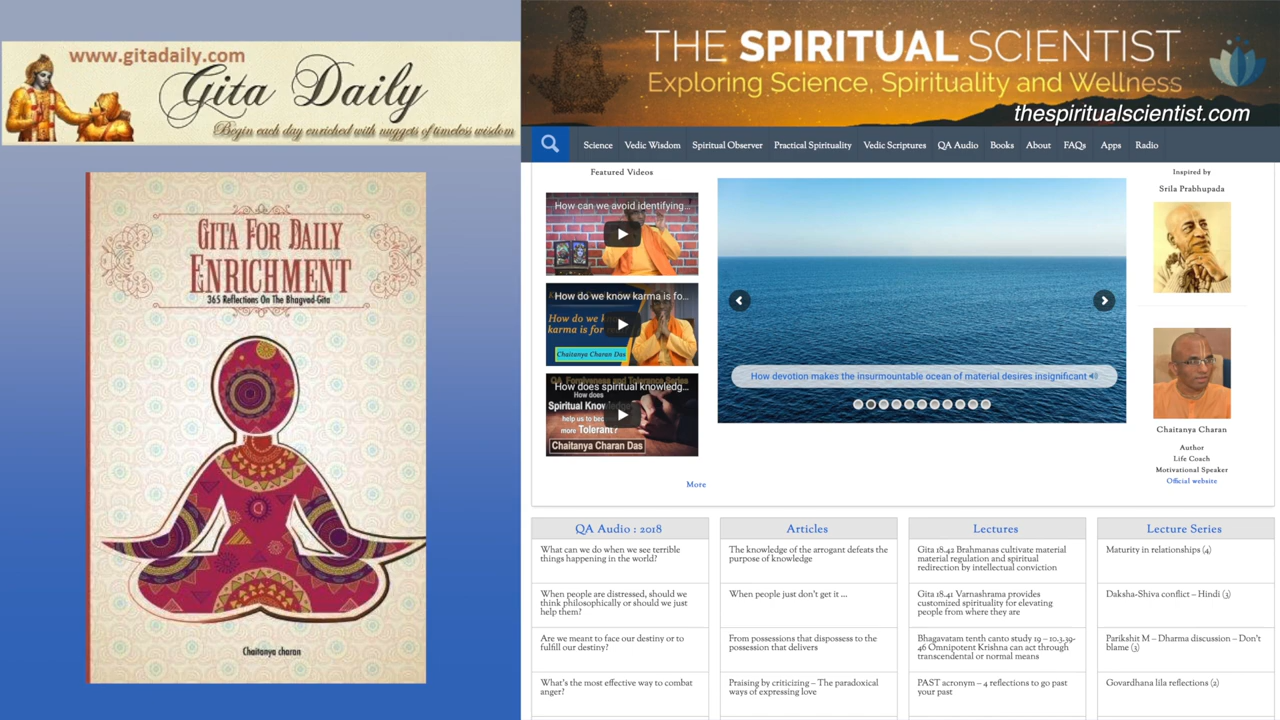 www.gitadaily.com
Gita Daily
Begin each day enriched with nuggets of timeless wisdom
GITA FOR DAILY
ENRICHMENT
365 Reflections On The Bhagvad-Gita
Chaitanya charan
THE SPIRITUAL SCIENTIST
Exploring Science, Spirituality and Wellness
thespiritualscientist.com
Science Vedic Wisdom Spiritual Observer Practical Spirituality Vedic Scriptures QA Audio Books About FAQs Apps Radio
Featured Videos
How can we avoid identifying...
How do we know karma is fo...
How do we k
karma is for
Chaitanya Charan Das
How does spiritual knowledg...
QA Forgiveness and Tolerance Series
How does
Spiritual Know
help us to bec
more Tolerant?
Chaitanya Charan Das
More
How devotion makes the insurmountable ocean of material desires insignificant
Inspired by
Srila Prabhupada
Chaitanya Charan
Author
Life Coach
Motivational Speaker
Official website
QA Audio : 2018
What can we do when we see terrible
things happening in the world?
When people are distressed, should we
think philosophically or should we just
help them?
Are we meant to face our destiny or to
fulfill our destiny?
What's the most effective way to combat
anger?
Articles
The knowledge of the arrogant defeats the
purpose of knowledge
When people just don't get it ...
From possessions that dispossess to the
possession that delivers
Praising by criticizing – The paradoxical
ways of expressing love
Lectures
Gita 18.42 Brahmanas cultivate material
material regulation and spiritual
redirection by intellectual conviction
Gita 18.41 Varnashrama provides
customized spirituality for elevating
people from where they are
Bhagavatam tenth canto study 19 – 10.3.39-
46 Omnipotent Krishna can act through
transcendental or normal means
PAST acronym – 4 reflections to go past
your past
Lecture Series
Maturity in relationships (4)
Daksha-Shiva conflict – Hindi (3)
Parikshit M – Dharma discussion – Don't
blame (3)
Govardhana lila reflections (2)